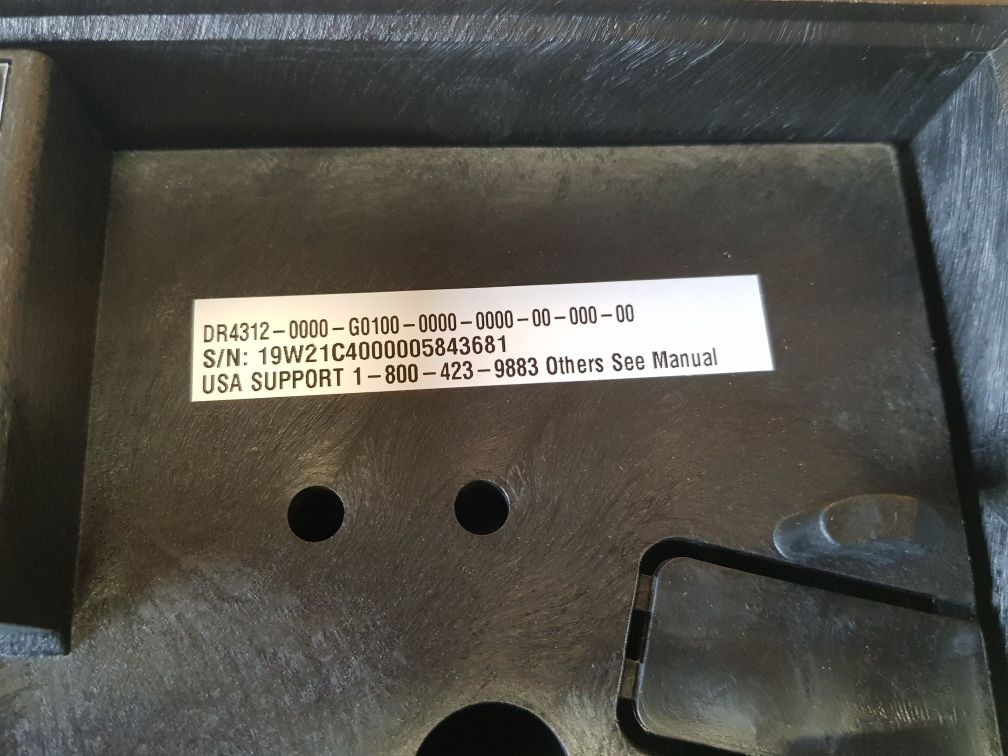 DR4312-0000-G0100-0000-0000-00-000-00
S/N: 19W21C4000005843681
USA SUPPORT 1-800-423-9883 Others See Manual